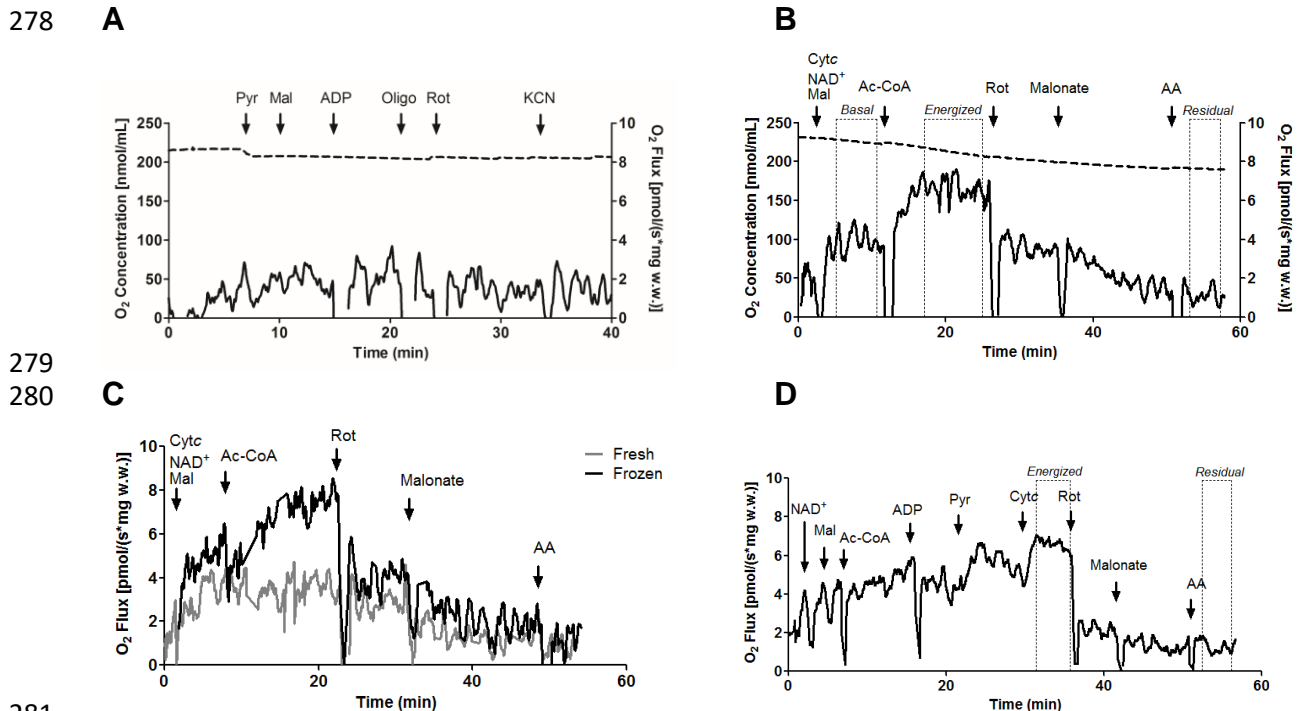 278
A
B
Pyr Mal ADP Oligo Rot KCN
O2 Concentration [nmol/mL]
250
200
150
100
50
0
O2 Flux [pmol/(s*mg w.w.)]
10
8
6
4
2
0
0 10 20 30 40
Time (min)
Cytc
NAD+
Mal
Basal
Ac-CoA
Energized
Rot
Malonate
AA
Residual
O2 Concentration [nmol/mL]
250
200
150
100
50
0
O2 Flux [pmol/(s*mg w.w.)]
10
8
6
4
2
0
0 20 40 60
Time (min)
279
280
C
D
Cytc
NAD+
Mal
Ac-CoA
Rot
Malonate
AA
Fresh
Frozen
O2 Flux [pmol/(s*mg w.w.)]
10
8
6
4
2
0
0 20 40 60
Time (min)
NAD+
Mal
Ac-CoA
ADP
Pyr
Cytc
Energized
Rot
Malonate
AA
Residual
O2 Flux [pmol/(s*mg w.w.)]
10
8
6
4
2
0
0 20 40 60
Time (min)